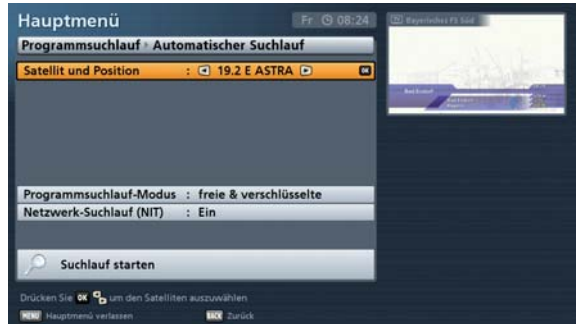 Hauptmenü
Fr 08:24
Bayerisches FS Süd
Programmsuchlauf › Automatischer Suchlauf
Satellit und Position : 19.2 E ASTRA OK
Programmsuchlauf-Modus : freie & verschlüsselte
Netzwerk-Suchlauf (NIT) : Ein
Suchlauf starten
Drücken Sie OK um den Satelliten auszuwählen
MENU Hauptmenü verlassen BACK Zurück